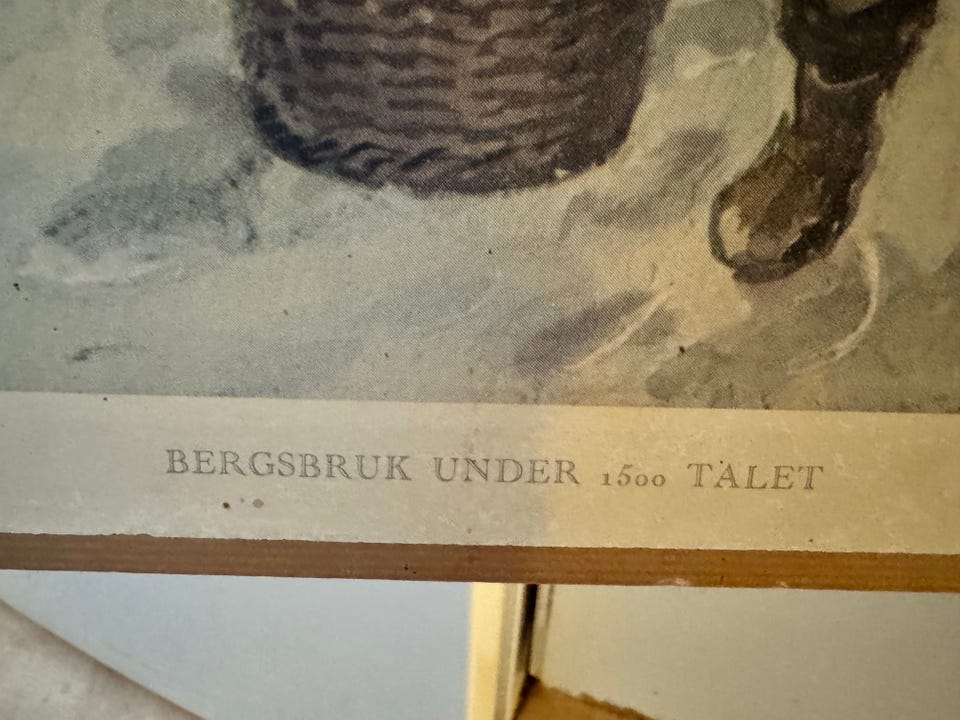 BERGSBRUK UNDER 1500 TALET